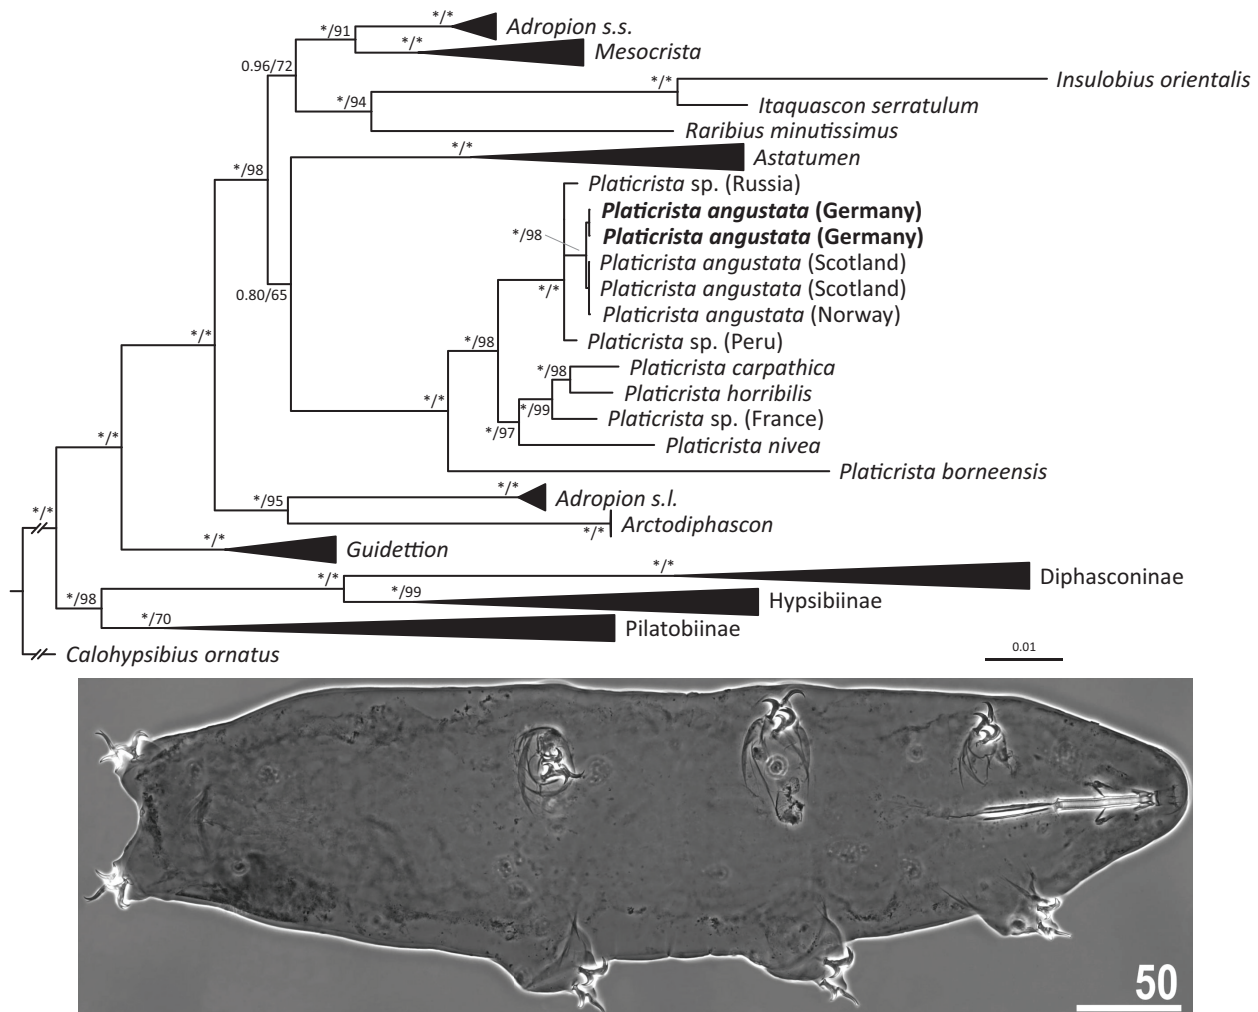 */*
Adropion s.s.
*/91
*/*
Mesocrista
0.96/72
*/*
Insulobius orientalis
*/94
Itaquascon serratulum
Raribius minutissimus
*/*
Astatumen
*/98
Platicrista sp. (Russia)
Platicrista angustata (Germany)
*/98
Platicrista angustata (Germany)
Platicrista angustata (Scotland)
0.80/65
*/*
Platicrista angustata (Scotland)
Platicrista angustata (Norway)
*/*
*/98
Platicrista sp. (Peru)
*/98
Platicrista carpathica
*/*
Platicrista horribilis
*/99
Platicrista sp. (France)
*/97
*/*
Platicrista nivea
Platicrista borneensis
*/*
*/95
Adropion s.l.
*/*
*/*
Arctodiphascon
*/*
Guidettion
*/*
*/*
Diphasconinae
*/98
*/99
Hypsibiinae
*/70
Pilatobiinae
Calohypsibius ornatus
0.01
50